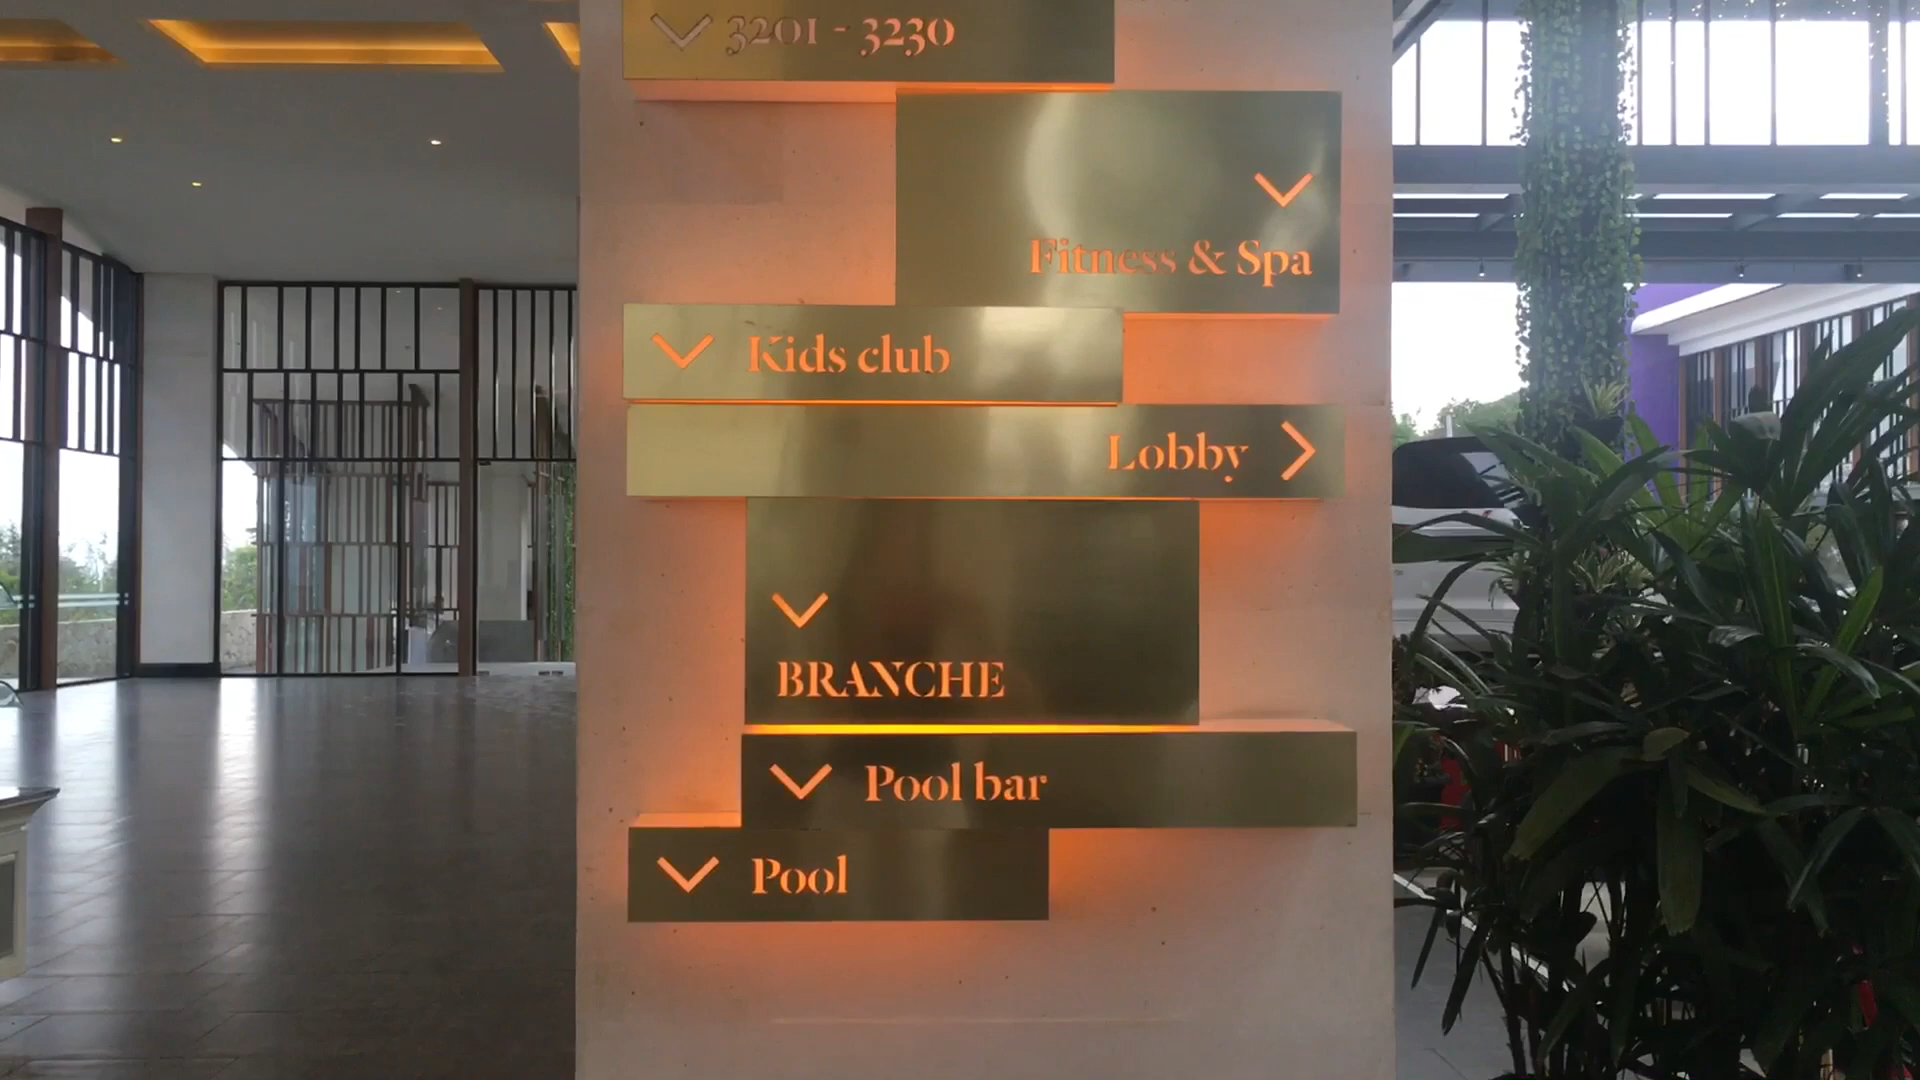 3201 - 3230
Fitness & Spa
Kids club
Lobby
BRANCHE
Pool bar
Pool